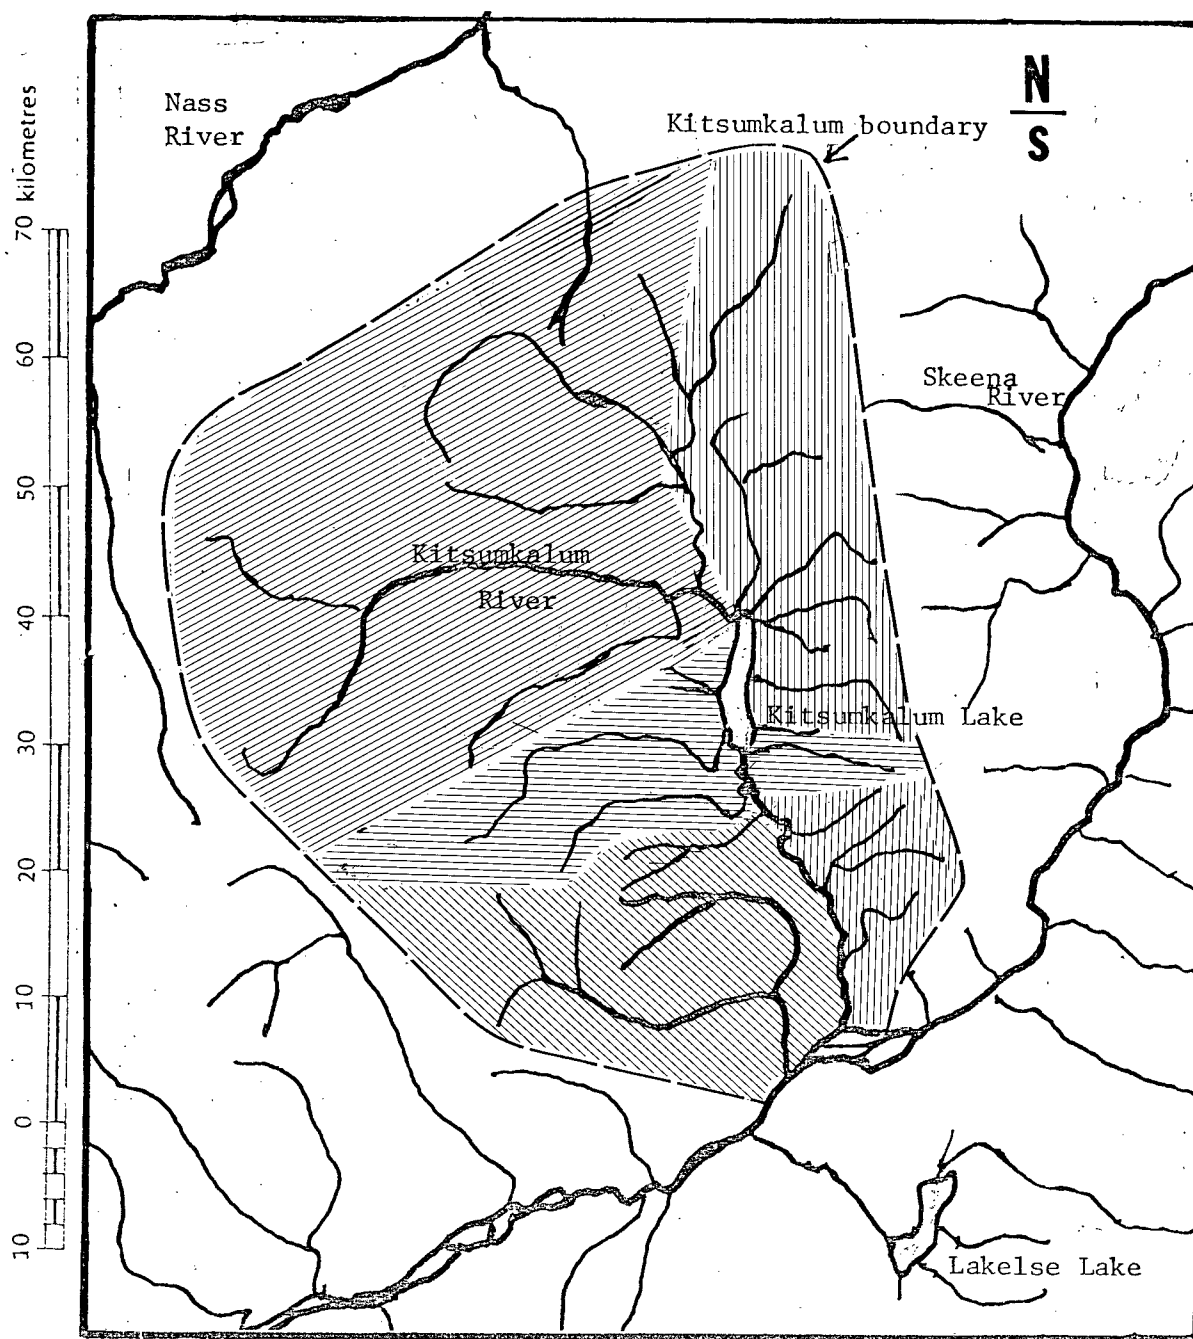 Nass
River
N
S
Kitsumkalum boundary
70 kilometres
60
50
40
30
20
10
0
10
Skeena
River
Kitsumkalum
River
Kitsumkalum Lake
Lakelse Lake